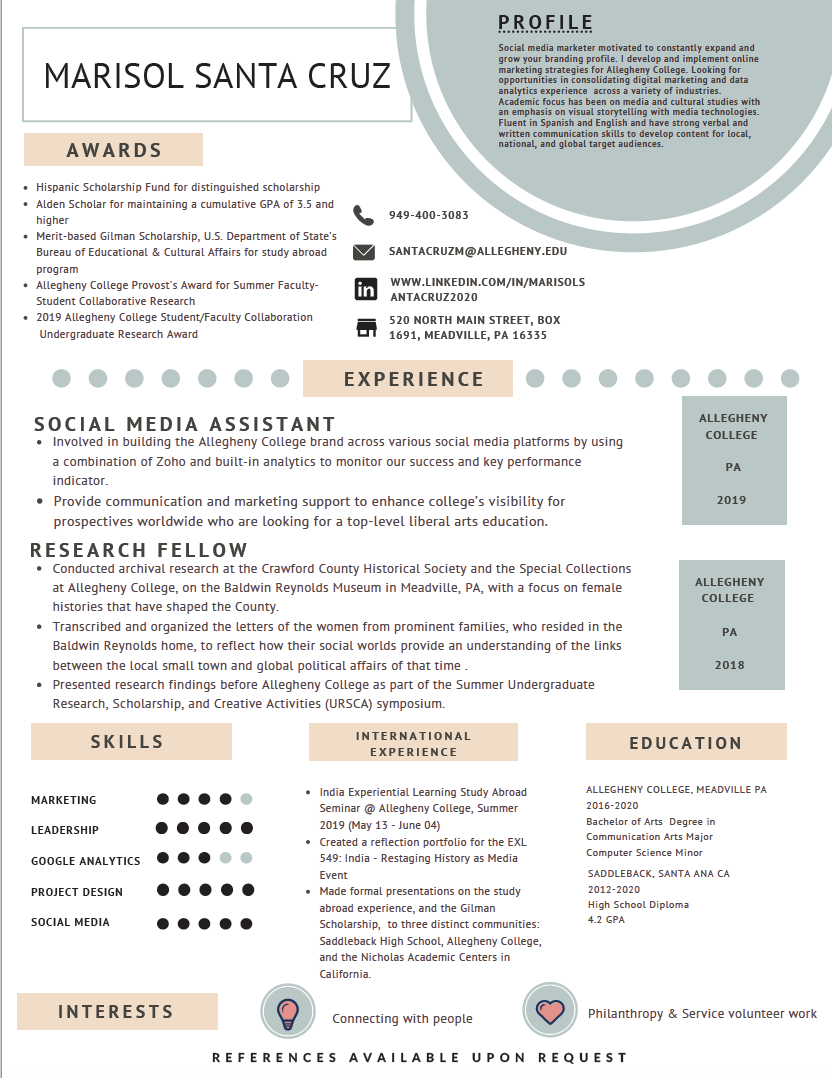 MARISOL SANTA CRUZ
PROFILE
Social media marketer motivated to constantly expand and
grow your branding profile. I develop and implement online
marketing strategies for Allegheny College. Looking for
opportunities in consolidating digital marketing and data
analytics experience across a variety of industries.
Academic focus has been on media and cultural studies with
an emphasis on visual storytelling with media technologies.
Fluent in Spanish and English and have strong verbal and
written communication skills to develop content for local,
national, and global target audiences.
AWARDS
Hispanic Scholarship Fund for distinguished scholarship
Alden Scholar for maintaining a cumulative GPA of 3.5 and
higher
Merit-based Gilman Scholarship, U.S. Department of State's
Bureau of Educational & Cultural Affairs for study abroad
program
Allegheny College Provost's Award for Summer Faculty-
Student Collaborative Research
2019 Allegheny College Student/Faculty Collaboration
Undergraduate Research Award
949-400-3083
SANTACRUZM@ALLEGHENY.EDU
in
WWW.LINKEDIN.COM/IN/MARISOLS
ANTACRUZ2020
520 NORTH MAIN STREET, BOX
1691, MEADVILLE, PA 16335
EXPERIENCE
SOCIAL MEDIA ASSISTANT
Involved in building the Allegheny College brand across various social media platforms by using
a combination of Zoho and built-in analytics to monitor our success and key performance
indicator.
Provide communication and marketing support to enhance college's visibility for
prospectives worldwide who are looking for a top-level liberal arts education.
ALLEGHENY
COLLEGE
PA
2019
RESEARCH FELLOW
Conducted archival research at the Crawford County Historical Society and the Special Collections
at Allegheny College, on the Baldwin Reynolds Museum in Meadville, PA, with a focus on female
histories that have shaped the County.
Transcribed and organized the letters of the women from prominent families, who resided in the
Baldwin Reynolds home, to reflect how their social worlds provide an understanding of the links
between the local small town and global political affairs of that time .
Presented research findings before Allegheny College as part of the Summer Undergraduate
Research, Scholarship, and Creative Activities (URSCA) symposium.
ALLEGHENY
COLLEGE
PA
2018
SKILLS
MARKETING
LEADERSHIP
GOOGLE ANALYTICS
PROJECT DESIGN
SOCIAL MEDIA
INTERNATIONAL
EXPERIENCE
India Experiential Learning Study Abroad
Seminar @ Allegheny College, Summer
2019 (May 13 - June 04)
Created a reflection portfolio for the EXL
549: India - Restaging History as Media
Event
Made formal presentations on the study
abroad experience, and the Gilman
Scholarship, to three distinct communities:
Saddleback High School, Allegheny College,
and the Nicholas Academic Centers in
California.
EDUCATION
ALLEGHENY COLLEGE, MEADVILLE PA
2016-2020
Bachelor of Arts Degree in
Communication Arts Major
Computer Science Minor
SADDLEBACK, SANTA ANA CA
2012-2020
High School Diploma
4.2 GPA
INTERESTS
Connecting with people
Philanthropy & Service volunteer work
REFERENCES AVAILABLE UPON REQUEST